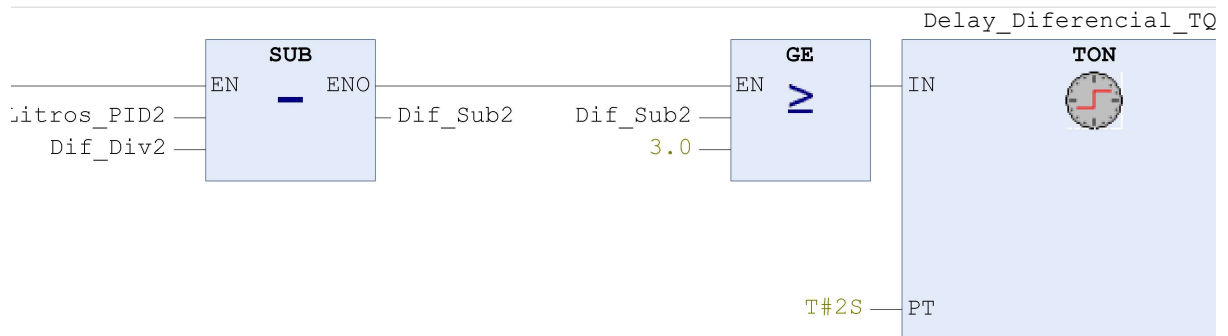 Delay_Diferencial_TQ
SUB GE TON
EN ENO EN IN
≥
Litros_PID2 Dif_Sub2 Dif_Sub2
Dif_Div2 3.0
T#2S PT